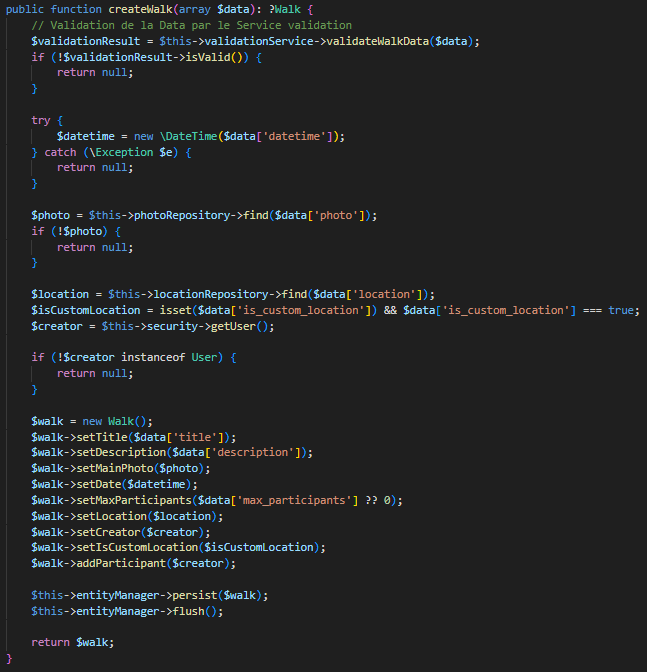 public function createWalk(array $data): ?Walk {
// Validation de la Data par le Service validation
$validationResult = $this->validationService->validateWalkData($data);
if (!$validationResult->isValid()) {
return null;
}
try {
$datetime = new \DateTime($data['datetime']);
} catch (\Exception $e) {
return null;
}
$photo = $this->photoRepository->find($data['photo']);
if (!$photo) {
return null;
}
$location = $this->locationRepository->find($data['location']);
$isCustomLocation = isset($data['is_custom_location']) && $data['is_custom_location'] === true;
$creator = $this->security->getUser();
if (!$creator instanceof User) {
return null;
}
$walk = new Walk();
$walk->setTitle($data['title']);
$walk->setDescription($data['description']);
$walk->setMainPhoto($photo);
$walk->setDate($datetime);
$walk->setMaxParticipants($data['max_participants'] ?? 0);
$walk->setLocation($location);
$walk->setCreator($creator);
$walk->setIsCustomLocation($isCustomLocation);
$walk->addParticipant($creator);
$this->entityManager->persist($walk);
$this->entityManager->flush();
return $walk;
}